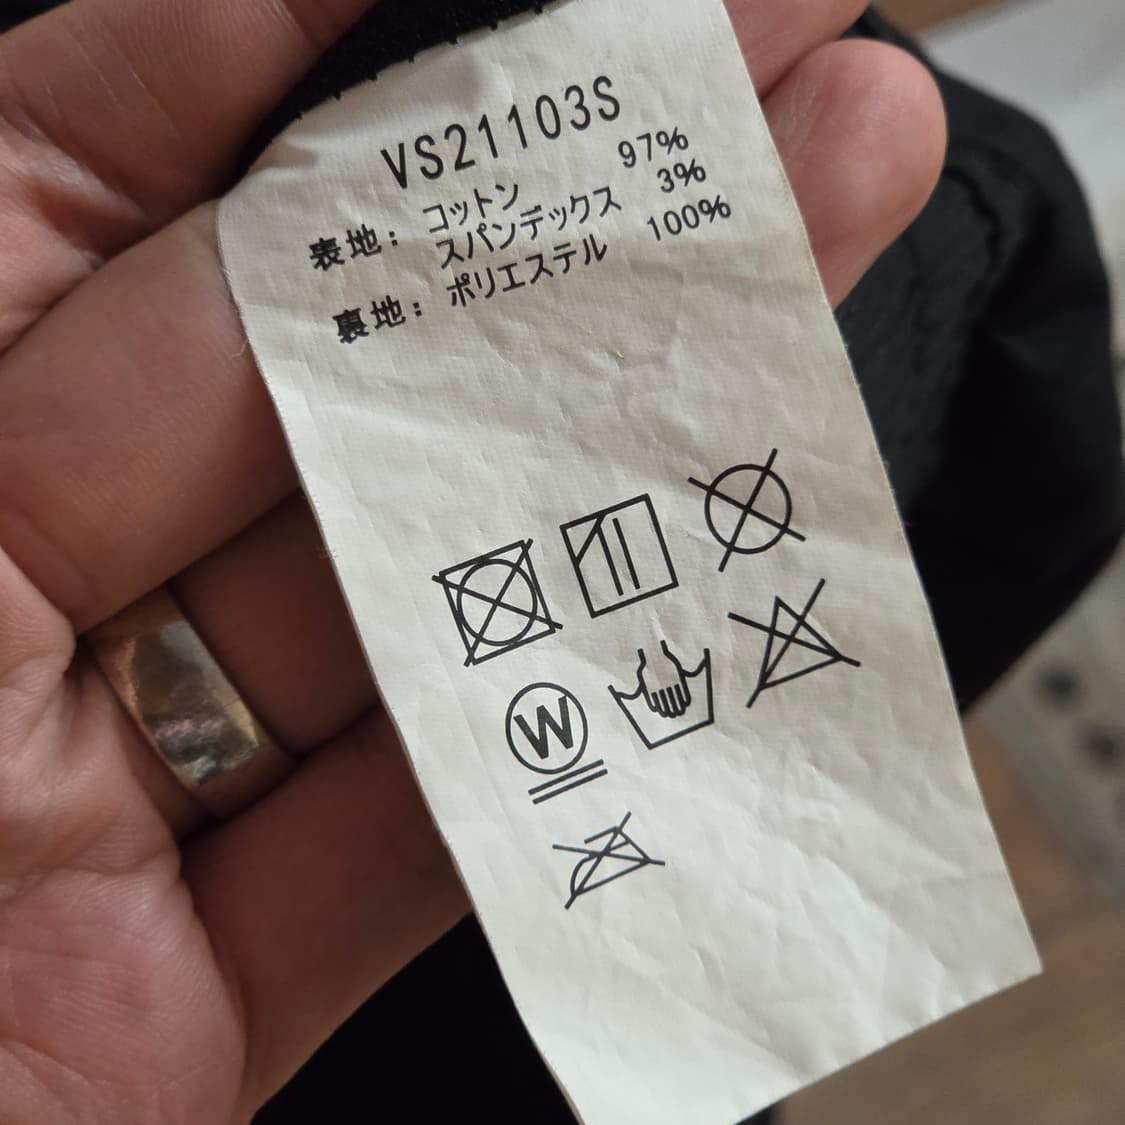 VS21103S
表地: コットン 97%
スパンデックス 3%
裏地: ポリエステル 100%
W